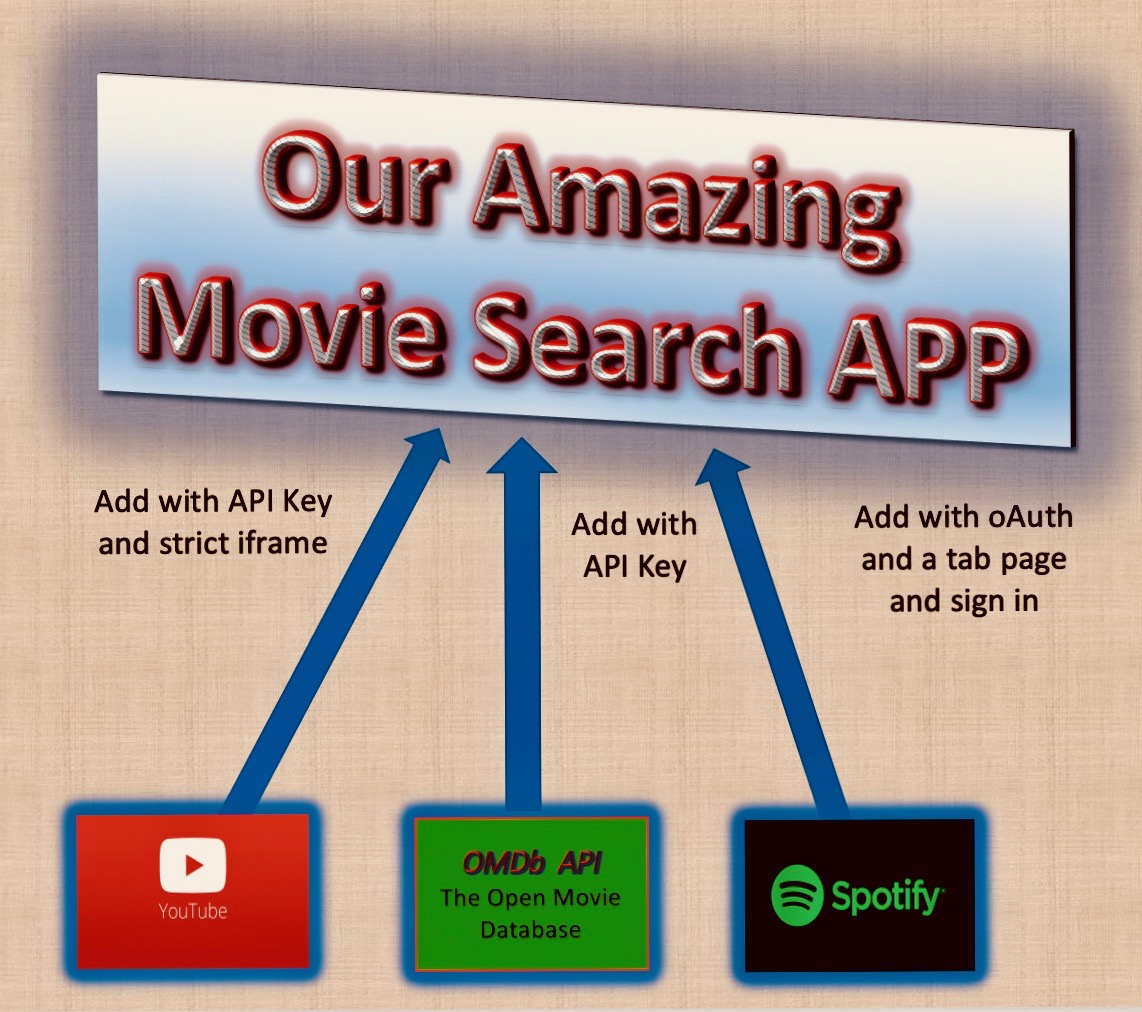 Our Amazing
Movie Search APP
Add with API Key
and strict iframe
Add with
API Key
Add with oAuth
and a tab page
and sign in
YouTube
OMDb API
The Open Movie
Database
Spotify